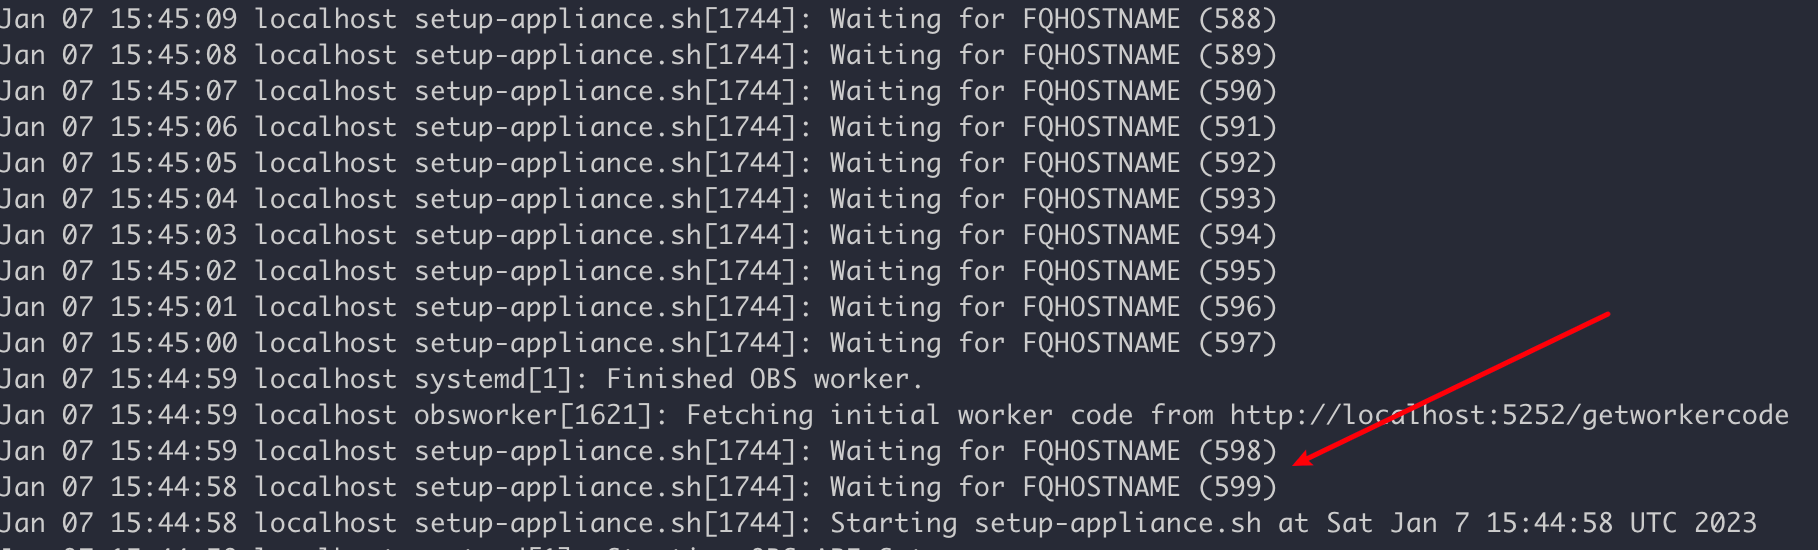 Jan 07 15:45:09 localhost setup-appliance.sh[1744]: Waiting for FQHOSTNAME (588)
Jan 07 15:45:08 localhost setup-appliance.sh[1744]: Waiting for FQHOSTNAME (589)
Jan 07 15:45:07 localhost setup-appliance.sh[1744]: Waiting for FQHOSTNAME (590)
Jan 07 15:45:06 localhost setup-appliance.sh[1744]: Waiting for FQHOSTNAME (591)
Jan 07 15:45:05 localhost setup-appliance.sh[1744]: Waiting for FQHOSTNAME (592)
Jan 07 15:45:04 localhost setup-appliance.sh[1744]: Waiting for FQHOSTNAME (593)
Jan 07 15:45:03 localhost setup-appliance.sh[1744]: Waiting for FQHOSTNAME (594)
Jan 07 15:45:02 localhost setup-appliance.sh[1744]: Waiting for FQHOSTNAME (595)
Jan 07 15:45:01 localhost setup-appliance.sh[1744]: Waiting for FQHOSTNAME (596)
Jan 07 15:45:00 localhost setup-appliance.sh[1744]: Waiting for FQHOSTNAME (597)
Jan 07 15:44:59 localhost systemd[1]: Finished OBS worker.
Jan 07 15:44:59 localhost obsworker[1621]: Fetching initial worker code from http://localhost:5252/getworkercode
Jan 07 15:44:59 localhost setup-appliance.sh[1744]: Waiting for FQHOSTNAME (598)
Jan 07 15:44:58 localhost setup-appliance.sh[1744]: Waiting for FQHOSTNAME (599)
Jan 07 15:44:58 localhost setup-appliance.sh[1744]: Starting setup-appliance.sh at Sat Jan 7 15:44:58 UTC 2023